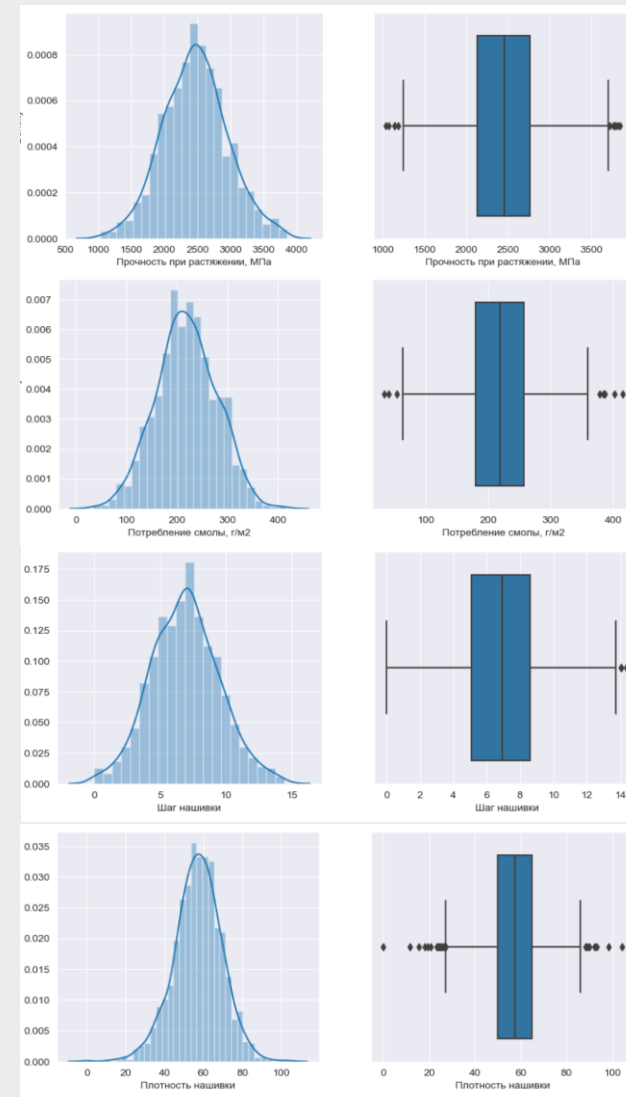 0.0008
0.0006
0.0004
0.0002
0.0000
500 1000 1500 2000 2500 3000 3500 4000
Прочность при растяжении, МПа
1000 1500 2000 2500 3000 3500
Прочность при растяжении, МПа
0.007
0.006
0.005
0.004
0.003
0.002
0.001
0.000
0 100 200 300 400
Потребление смолы, г/м2
100 200 300 400
Потребление смолы, г/м2
0.175
0.150
0.125
0.100
0.075
0.050
0.025
0.000
0 5 10 15
Шаг нашивки
0 2 4 6 8 10 12 14
Шаг нашивки
0.035
0.030
0.025
0.020
0.015
0.010
0.005
0.000
0 20 40 60 80 100
Плотность нашивки
0 20 40 60 80 100
Плотность нашивки